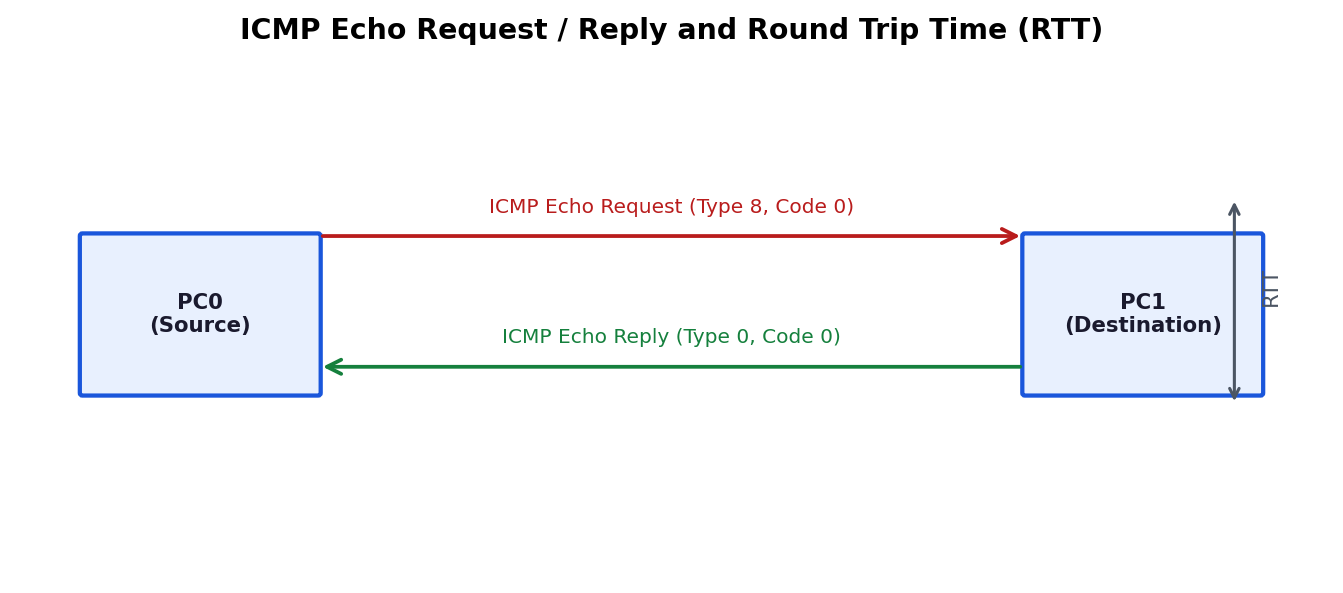 ICMP Echo Request / Reply and Round Trip Time (RTT)
ICMP Echo Request (Type 8, Code 0)
PC0
(Source)
PC1
(Destination)
RTT
ICMP Echo Reply (Type 0, Code 0)